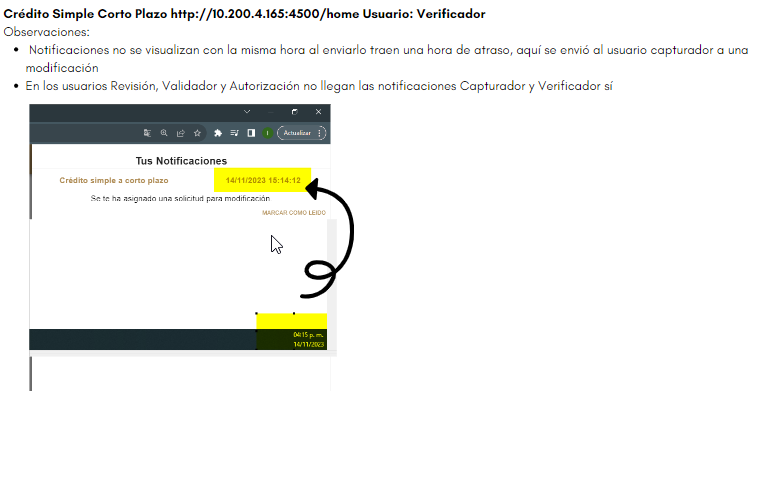 Crédito Simple Corto Plazo http://10.200.4.165:4500/home Usuario: Verificador
Observaciones:
• Notificaciones no se visualizan con la misma hora al enviarlo traen una hora de atraso, aquí se envió al usuario capturador a una
modificación
• En los usuarios Revisión, Validador y Autorización no llegan las notificaciones Capturador y Verificador sí
Actualizar
Tus Notificaciones
Crédito simple a corto plazo 14/11/2023 15:14:12
Se te ha asignado una solicitud para modificación
MARCAR COMO LEIDO
04:15 p. m.
14/11/2023